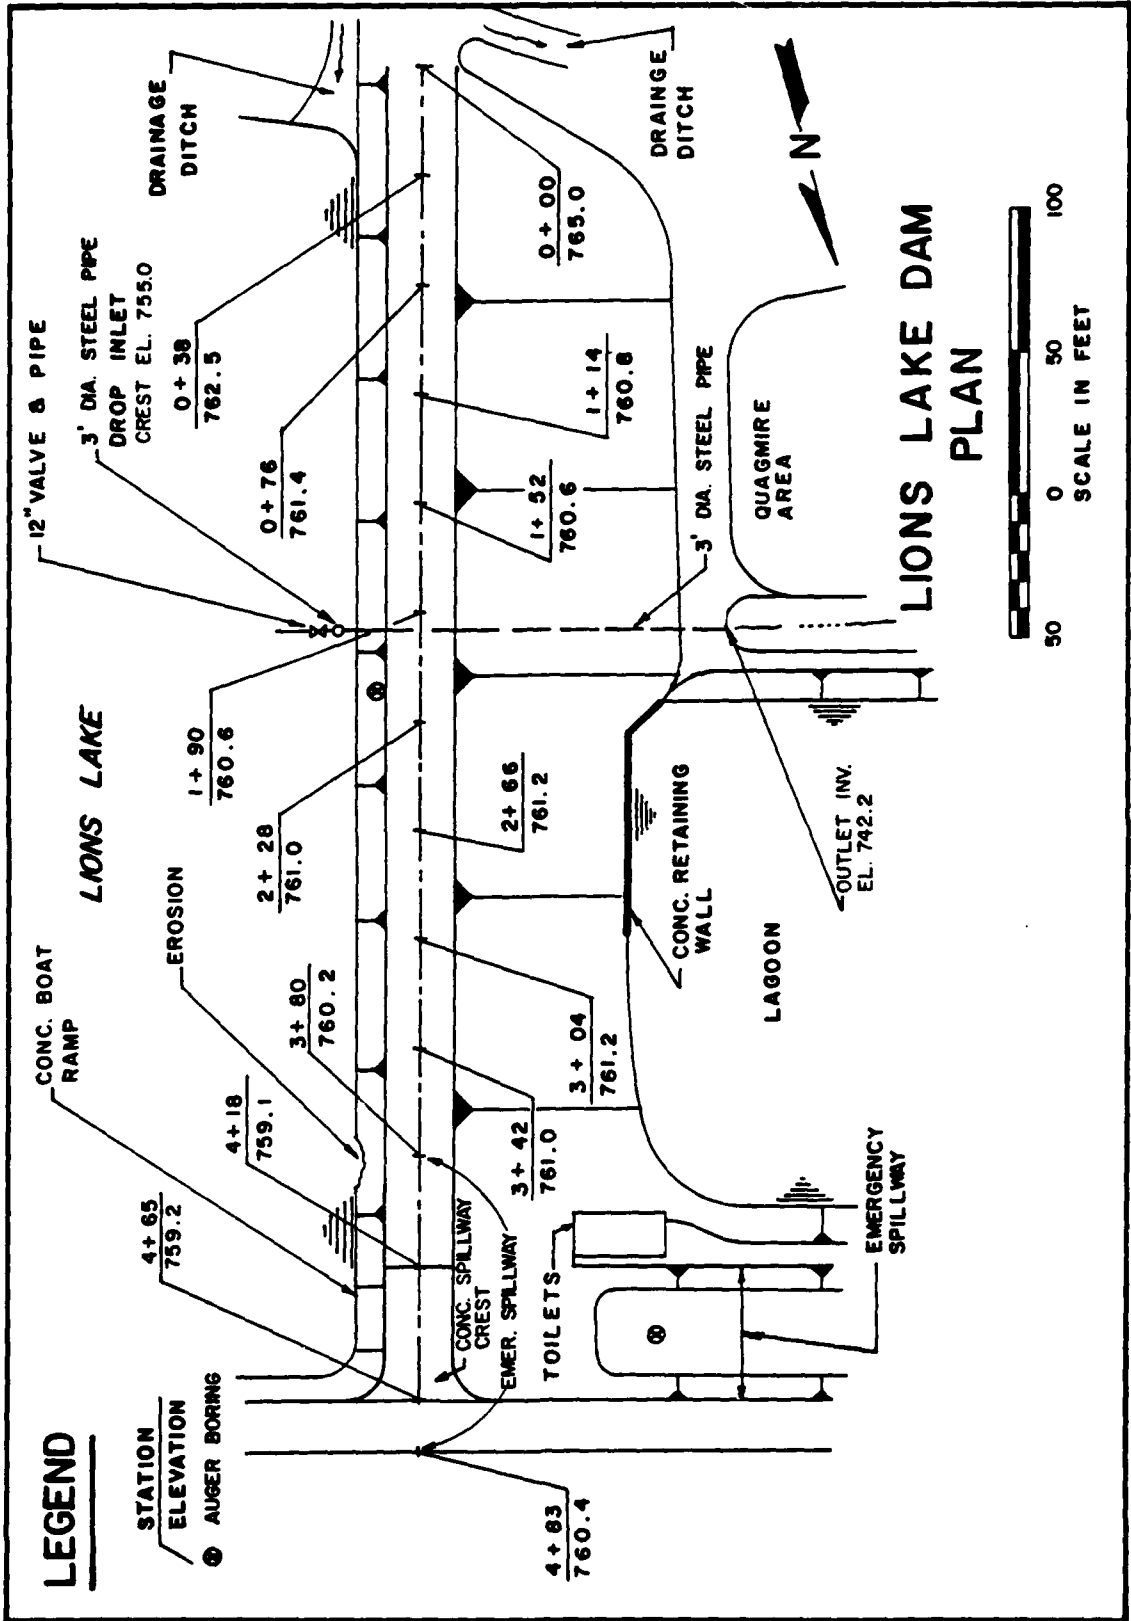 LEGEND
STATION
ELEVATION
AUGER BORING
CONC. BOAT
RAMP
LIONS LAKE
12" VALVE & PIPE
3' DIA. STEEL PIPE
DROP INLET
CREST EL. 755.0
DRAINAGE
DITCH
EROSION
4+65
759.2
4+18
759.1
3+80
760.2
2+28
761.0
1+90
760.6
0+76
761.4
0+38
762.5
4+83
760.4
CONC. SPILLWAY
CREST
EMER. SPILLWAY
3+42
761.0
3+04
761.2
2+66
761.2
1+52
760.6
1+14
760.8
0+00
765.0
DRAINGE
DITCH
TOILETS
CONC. RETAINING
WALL
3' DIA. STEEL PIPE
LAGOON
QUAGMIRE
AREA
N
OUTLET INV.
EL. 742.2
EMERGENCY
SPILLWAY
LIONS LAKE DAM
PLAN
50 0 50 100
SCALE IN FEET